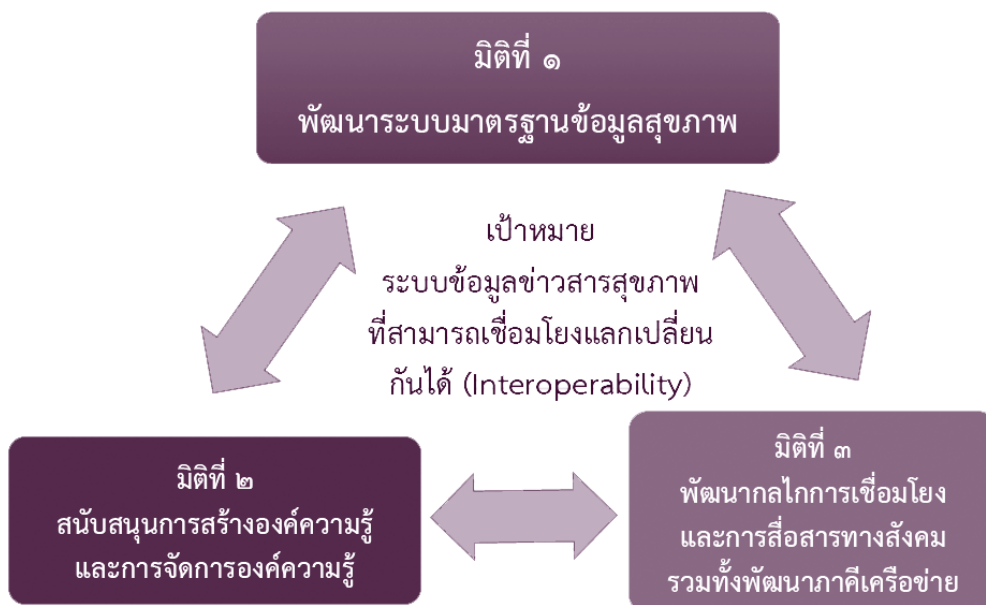 มิติที่ ๑
พัฒนาระบบมาตรฐานข้อมูลสุขภาพ
เป้าหมาย
ระบบข้อมูลข่าวสารสุขภาพ
ที่สามารถเชื่อมโยงแลกเปลี่ยน
กันได้ (Interoperability)
มิติที่ ๒
สนับสนุนการสร้างองค์ความรู้
และการจัดการองค์ความรู้
มิติที่ ๓
พัฒนากลไกการเชื่อมโยง
และการสื่อสารทางสังคม
รวมทั้งพัฒนาภาคีเครือข่าย